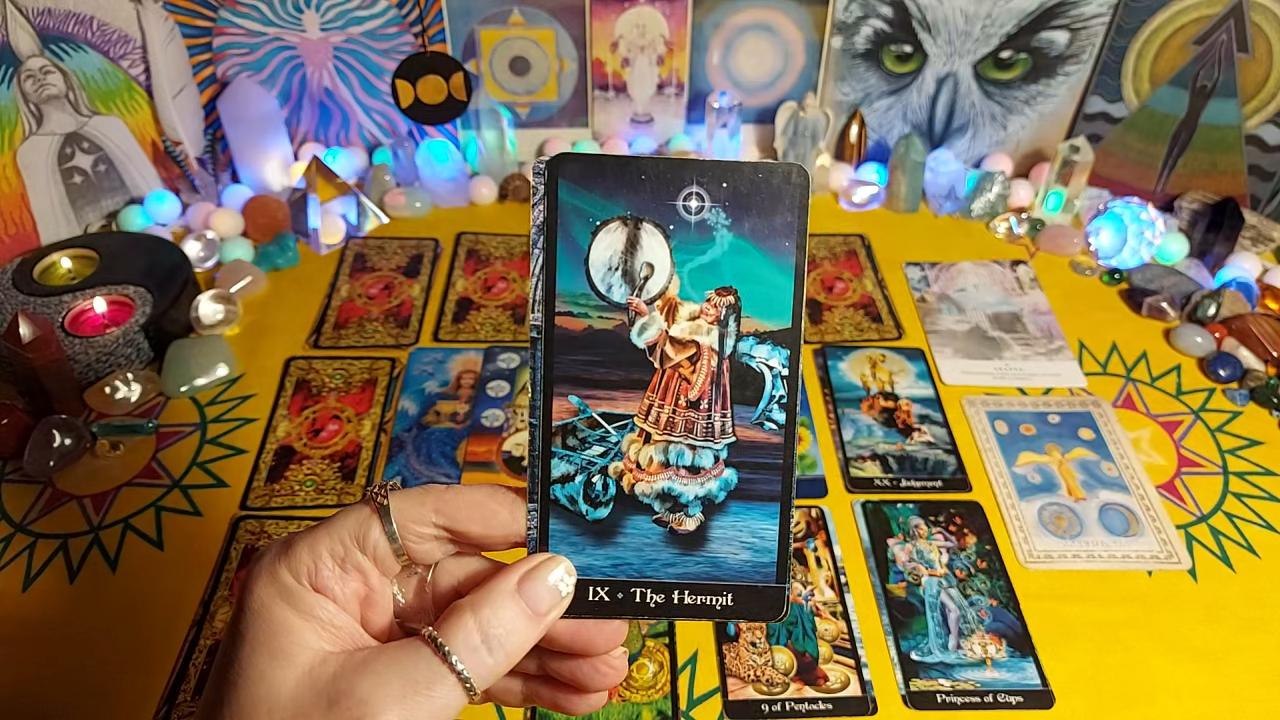 IX • The Hermit
XX • Judgement
9 of Pentacles
Princess of Cups